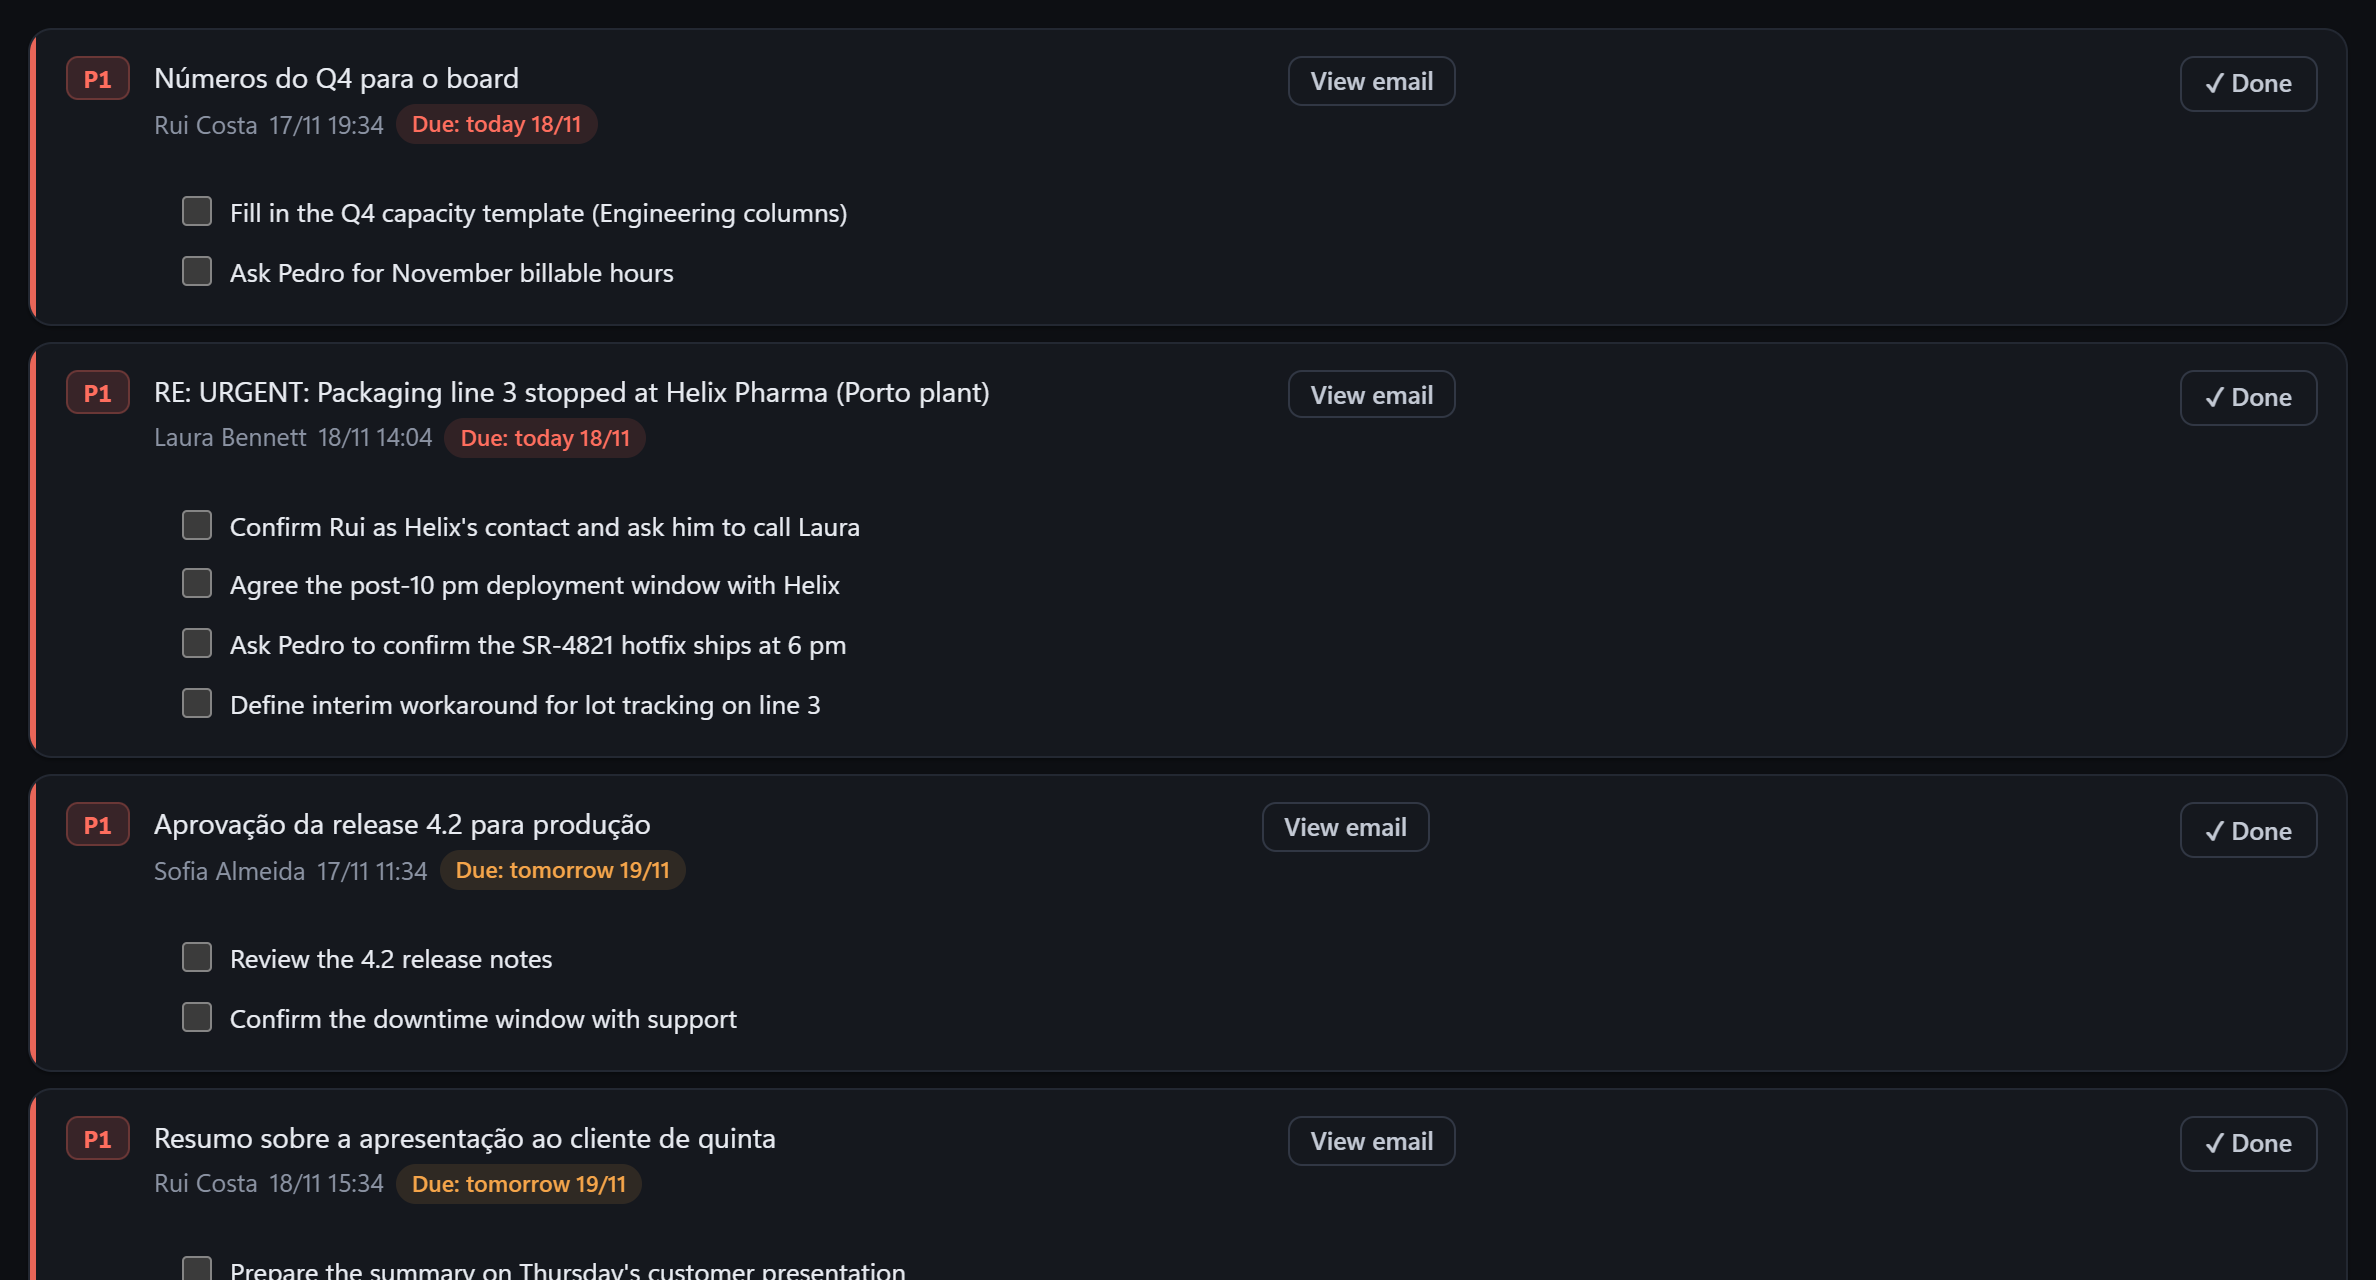 P1 Números do Q4 para o board View email ✓ Done
Rui Costa 17/11 19:34 Due: today 18/11
Fill in the Q4 capacity template (Engineering columns)
Ask Pedro for November billable hours
P1 RE: URGENT: Packaging line 3 stopped at Helix Pharma (Porto plant) View email ✓ Done
Laura Bennett 18/11 14:04 Due: today 18/11
Confirm Rui as Helix's contact and ask him to call Laura
Agree the post-10 pm deployment window with Helix
Ask Pedro to confirm the SR-4821 hotfix ships at 6 pm
Define interim workaround for lot tracking on line 3
P1 Aprovação da release 4.2 para produção View email ✓ Done
Sofia Almeida 17/11 11:34 Due: tomorrow 19/11
Review the 4.2 release notes
Confirm the downtime window with support
P1 Resumo sobre a apresentação ao cliente de quinta View email ✓ Done
Rui Costa 18/11 15:34 Due: tomorrow 19/11
Prepare the summary on Thursday's customer presentation